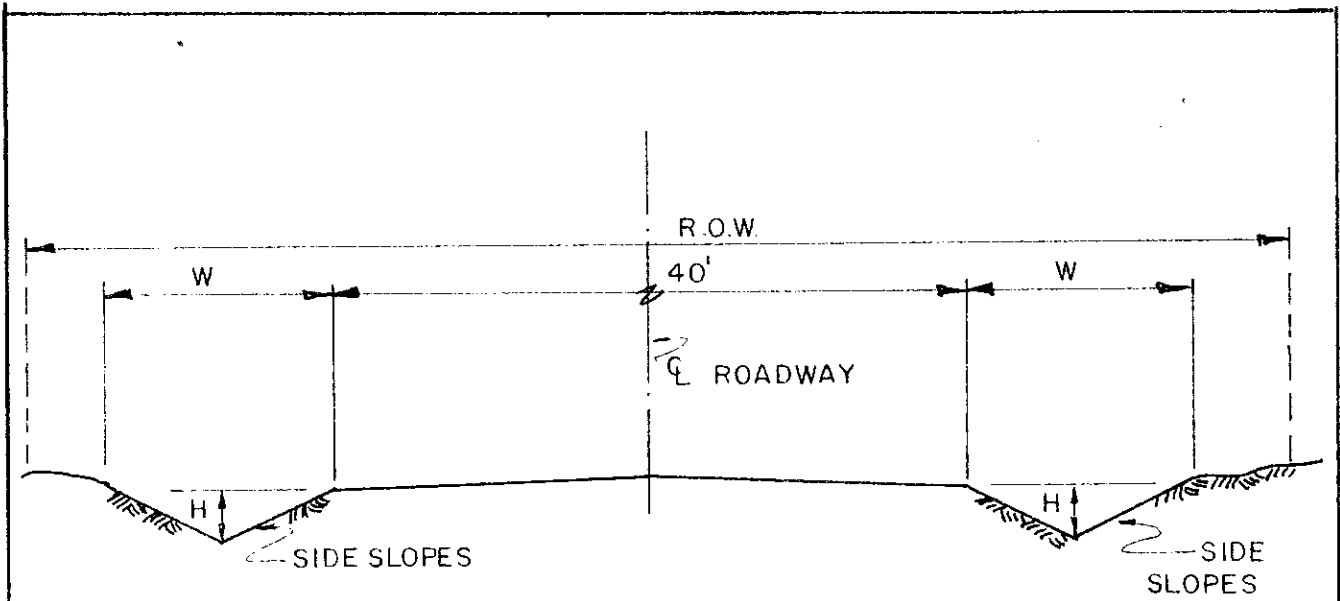 R.O.W.
W
40'
W
℄ ROADWAY
H
H
SIDE SLOPES
SIDE
SLOPES